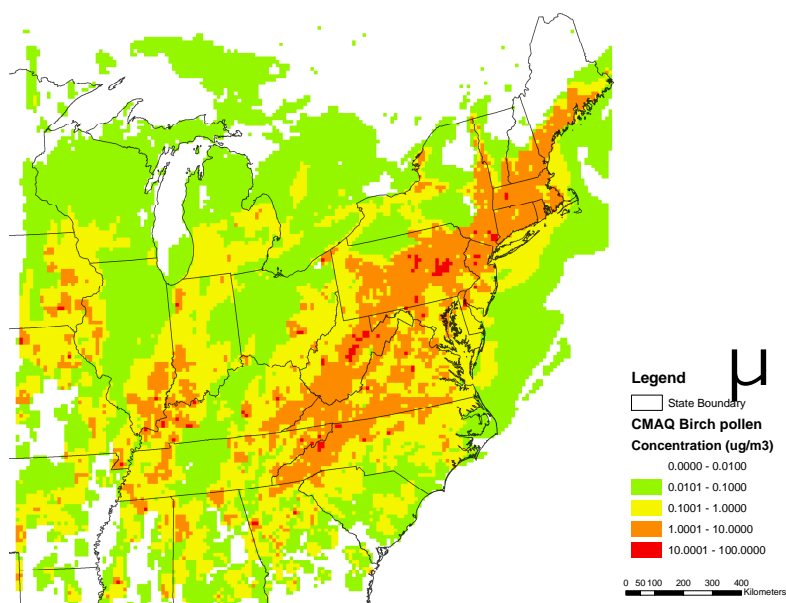 µ
Legend
State Boundary
CMAQ Birch pollen
Concentration (ug/m3)
0.0000 - 0.0100
0.0101 - 0.1000
0.1001 - 1.0000
1.0001 - 10.0000
10.0001 - 100.0000
0 50 100 200 300 400
Kilometers